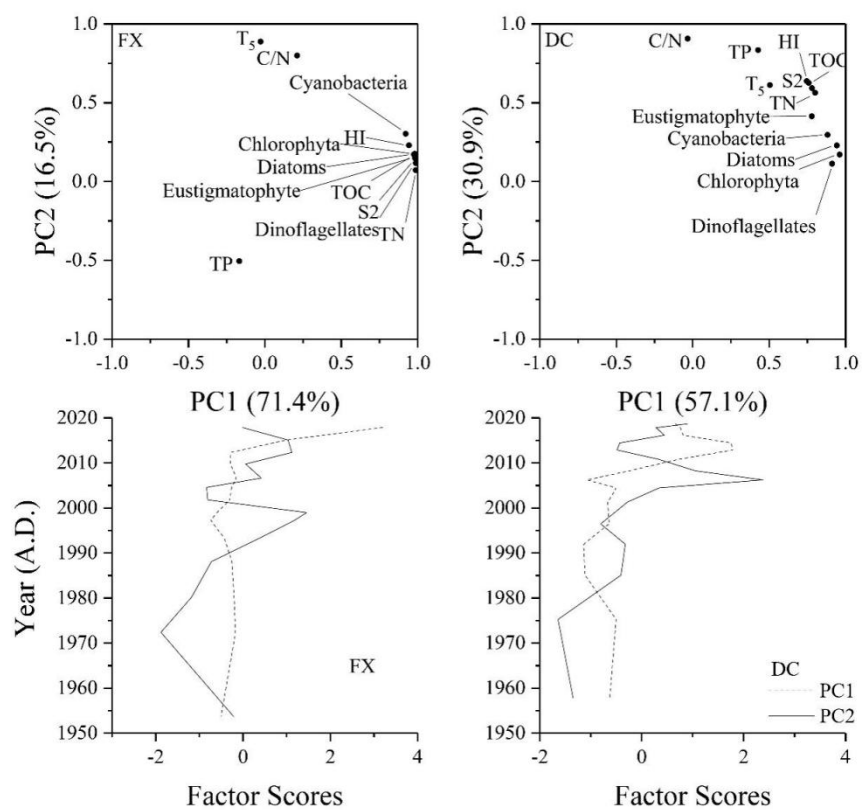 1.0
FX
T5
C/N
Cyanobacteria
0.5
Chlorophyta
HI
Diatoms
Eustigmatophyte
TOC
S2
Dinoflagellates
TN
0.0
TP
-0.5
-1.0
PC2 (16.5%)
-1.0 -0.5 0.0 0.5 1.0
PC1 (71.4%)
1.0
DC
C/N
TP
HI
TOC
S2
T5
TN
0.5
Eustigmatophyte
Cyanobacteria
Diatoms
Chlorophyta
Dinoflagellates
0.0
-0.5
-1.0
PC2 (30.9%)
-1.0 -0.5 0.0 0.5 1.0
PC1 (57.1%)
2020
2010
2000
1990
1980
1970
1960
1950
Year (A.D.)
FX
-2 0 2 4
Factor Scores
2020
2010
2000
1990
1980
1970
1960
1950
DC
PC1
PC2
-2 0 2 4
Factor Scores